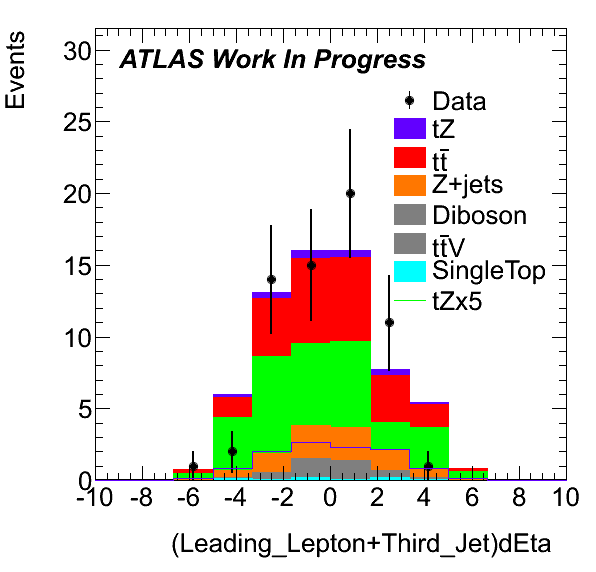 Events
30
25
20
15
10
5
0
ATLAS Work In Progress
Data
tZ
tt̄
Z+jets
Diboson
tt̄V
SingleTop
tZx5
-10 -8 -6 -4 -2 0 2 4 6 8 10
(Leading_Lepton+Third_Jet)dEta